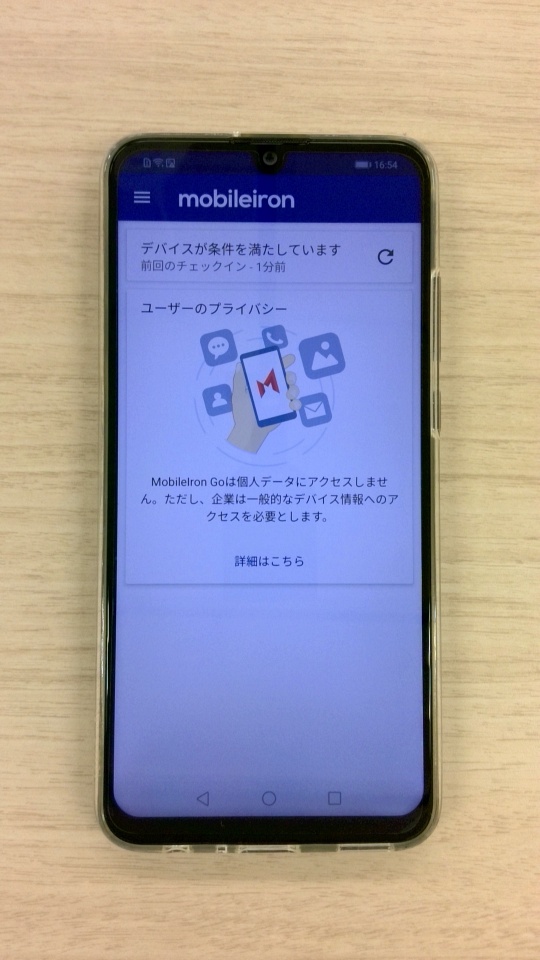 16:54
mobileiron
デバイスが条件を満たしています
前回のチェックイン - 1分前
ユーザーのプライバシー
MobileIron Goは個人データにアクセスしませ
ん。ただし、企業は一般的なデバイス情報へのア
クセスを必要とします。
詳細はこちら